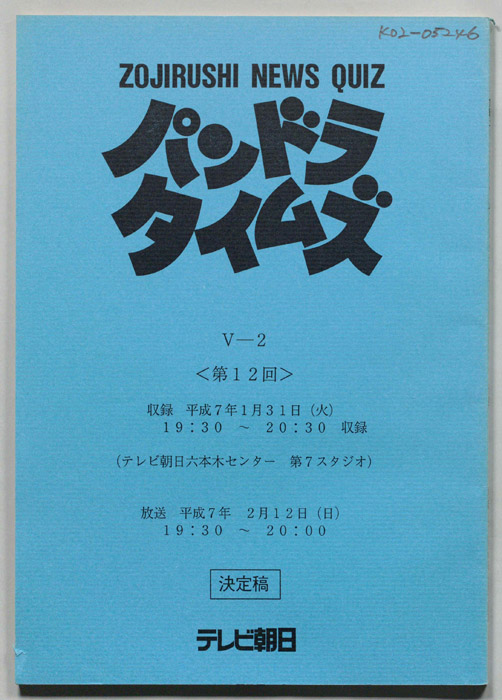 K02-05246
ZOJIRUSHI NEWS QUIZ
パンドラ
タイムズ
V—2
＜第12回＞
収録 平成7年1月31日（火）
19：30 ～ 20：30 収録
（テレビ朝日六本木センター 第7スタジオ）
放送 平成7年 2月12日（日）
19：30 ～ 20：00
決定稿
テレビ朝日